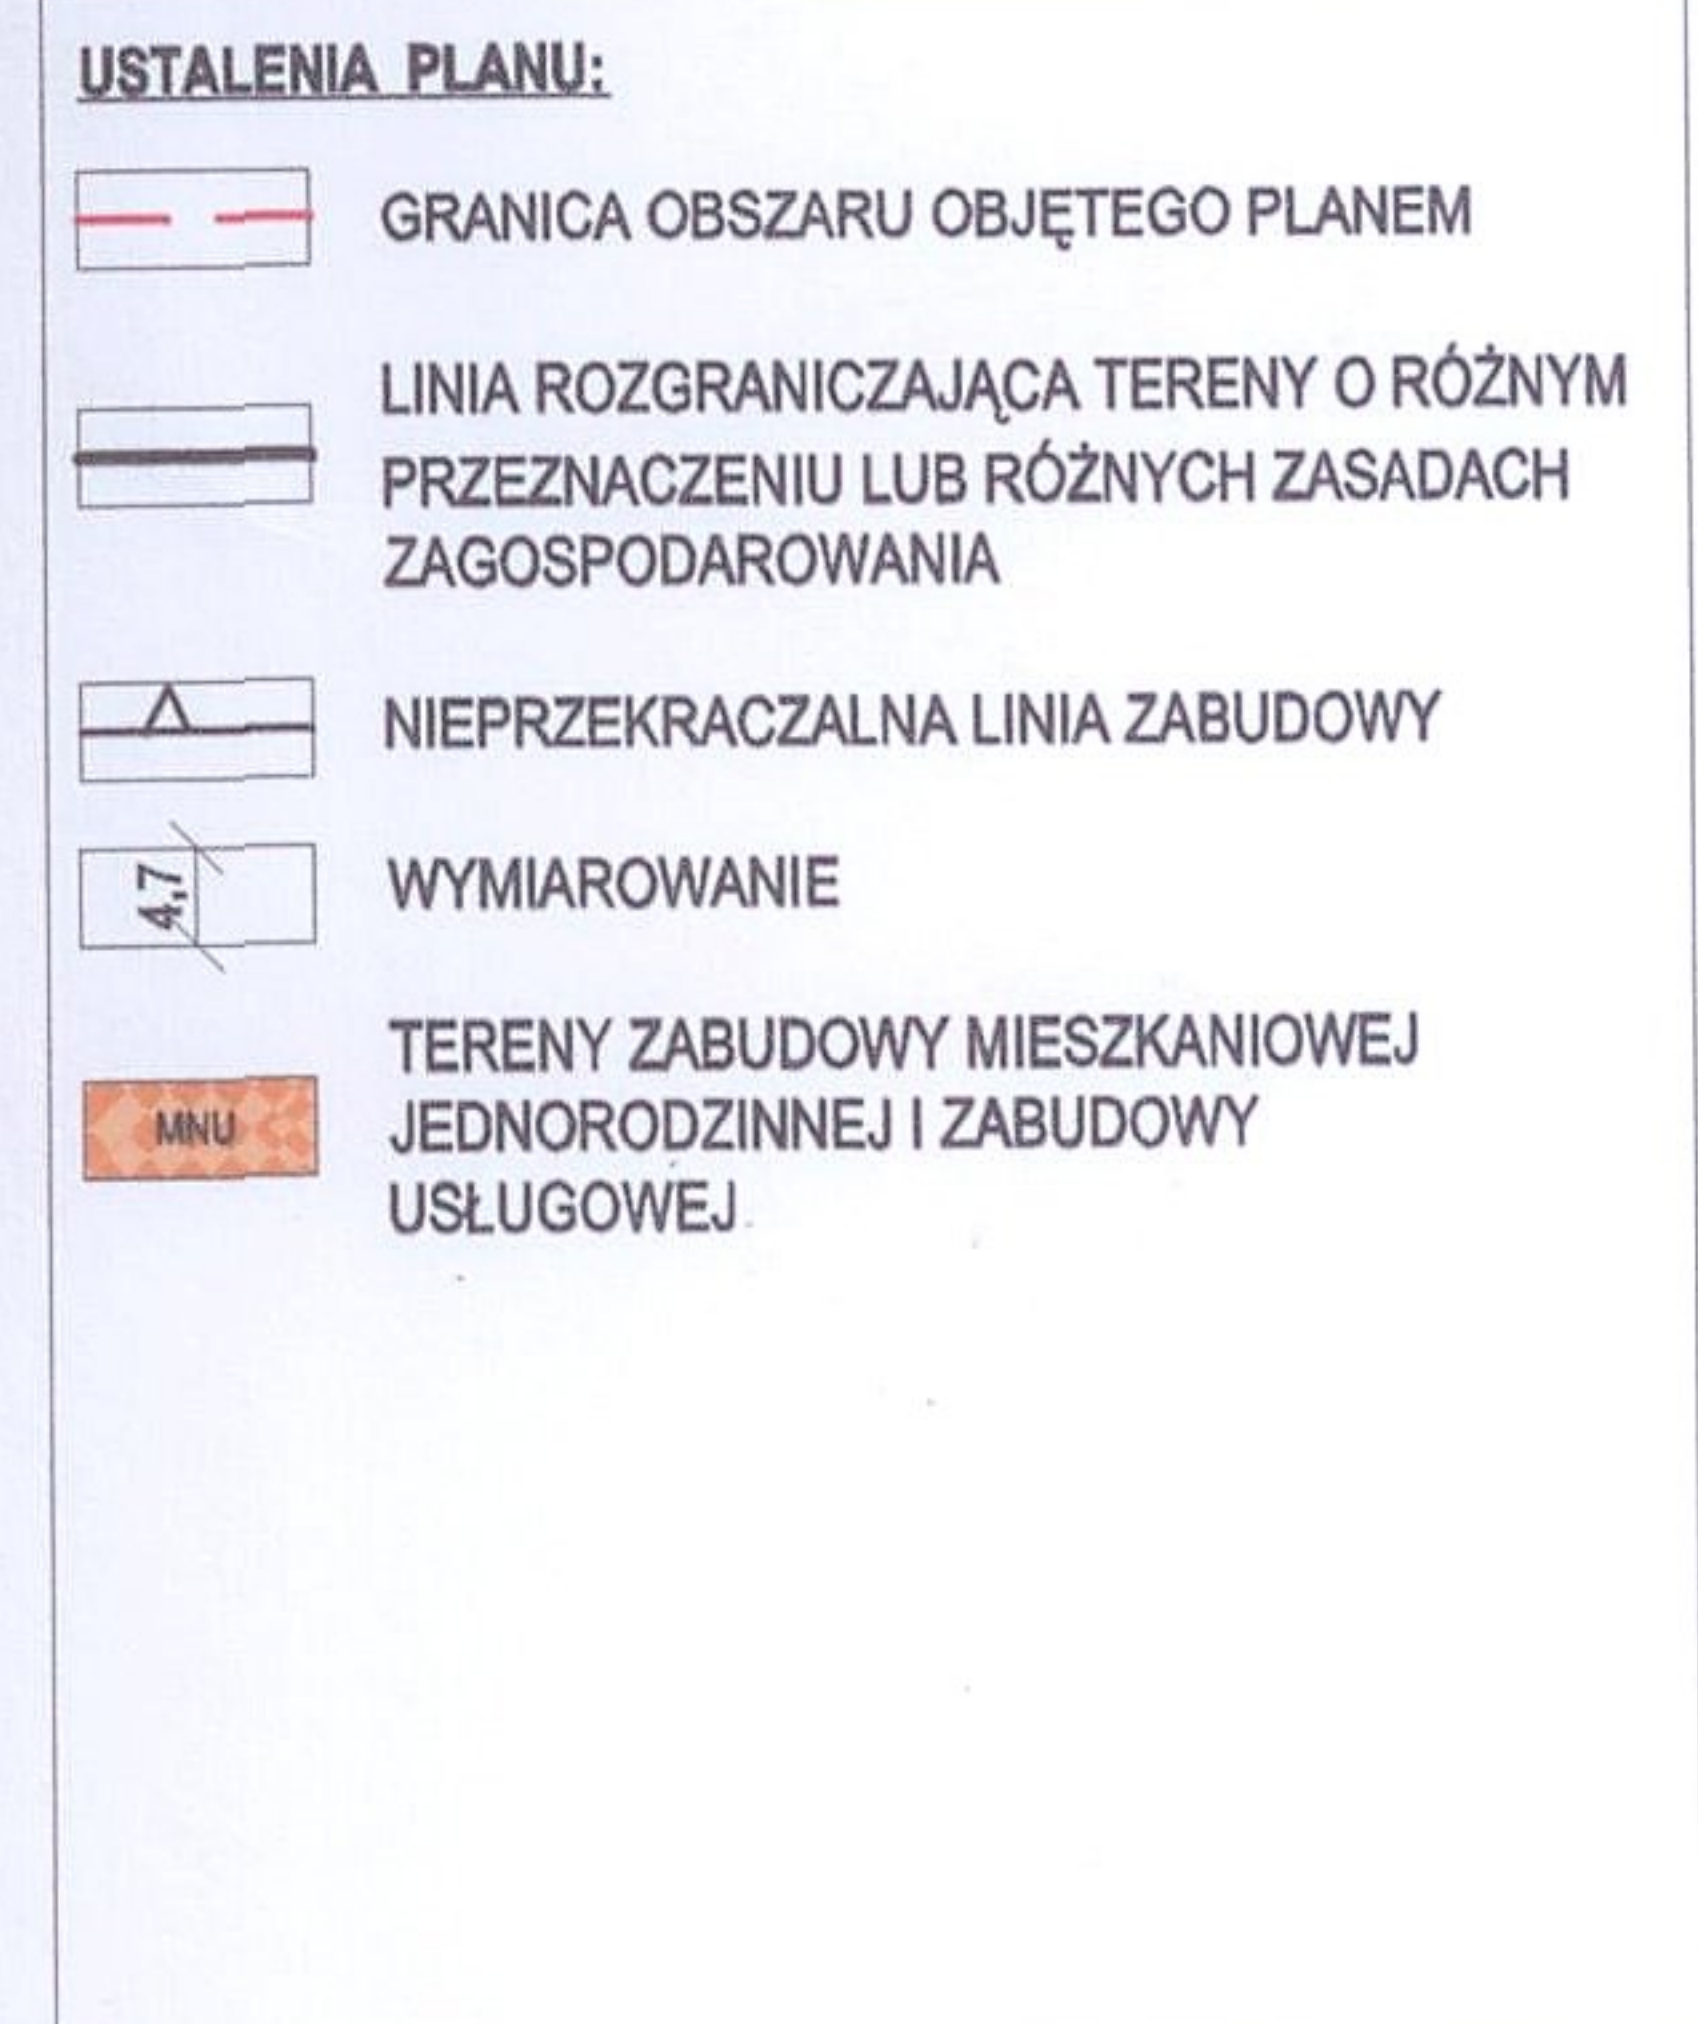 USTALENIA PLANU:
GRANICA OBSZARU OBJĘTEGO PLANEM
LINIA ROZGRANICZAJĄCA TERENY O RÓŻNYM
PRZEZNACZENIU LUB RÓŻNYCH ZASADACH
ZAGOSPODAROWANIA
NIEPRZEKRACZALNA LINIA ZABUDOWY
4,7
WYMIAROWANIE
TERENY ZABUDOWY MIESZKANIOWEJ
MNU
JEDNORODZINNEJ I ZABUDOWY
USŁUGOWEJ